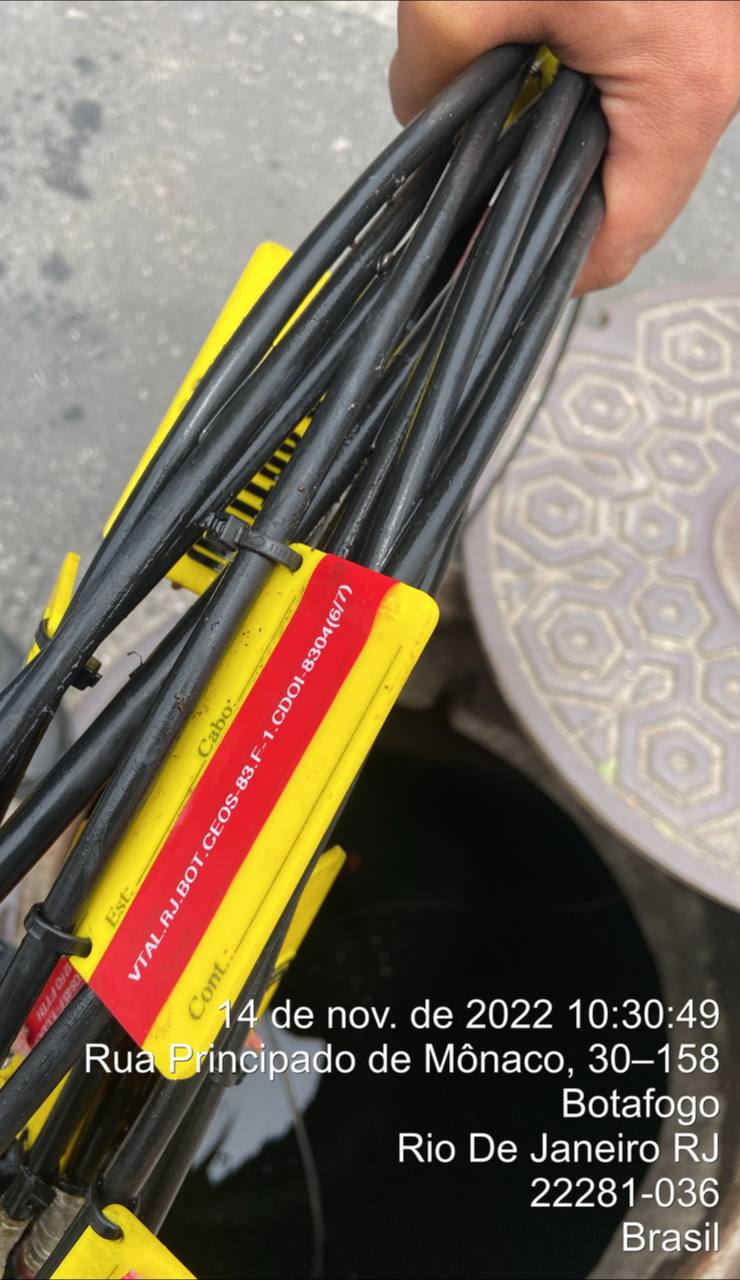 VTAL.RJ.BOT.CEOS-83.F-1.CDOI-8304(6/7)
Cabo:
Est:
Cont.:
14 de nov. de 2022 10:30:49
Rua Principado de Mônaco, 30–158
Botafogo
Rio De Janeiro RJ
22281-036
Brasil